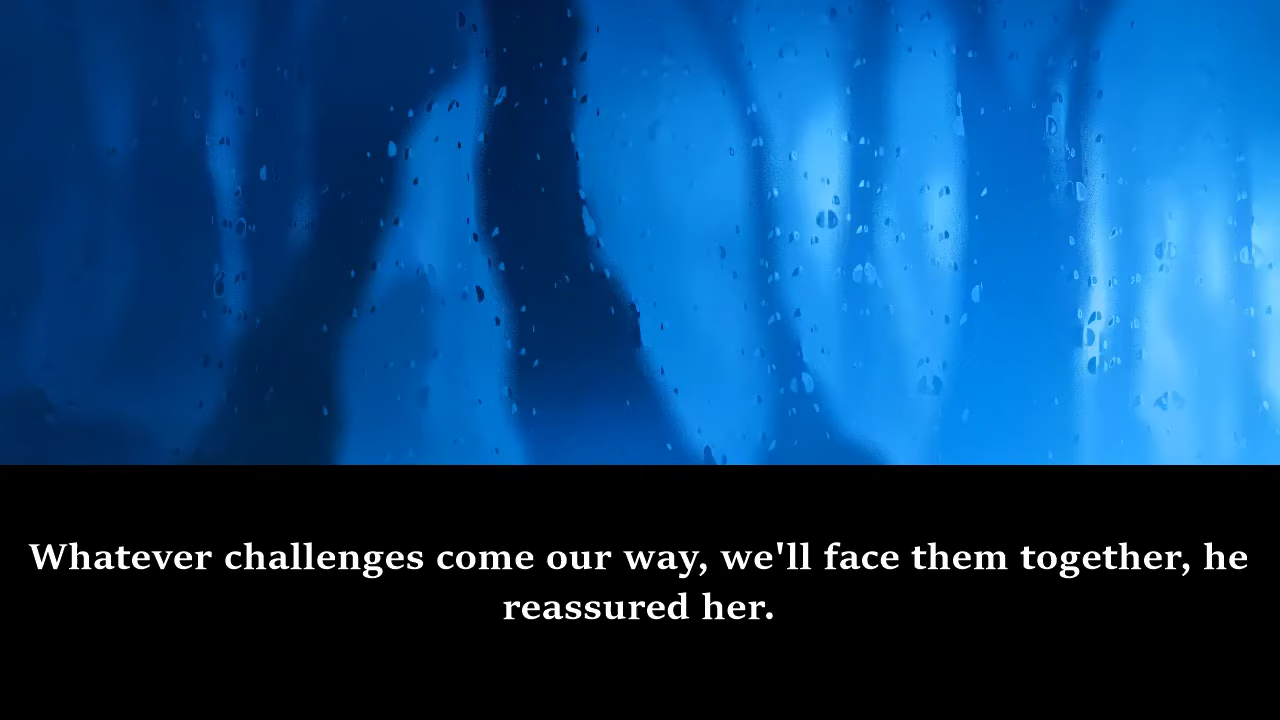 Whatever challenges come our way, we'll face them together, he
reassured her.